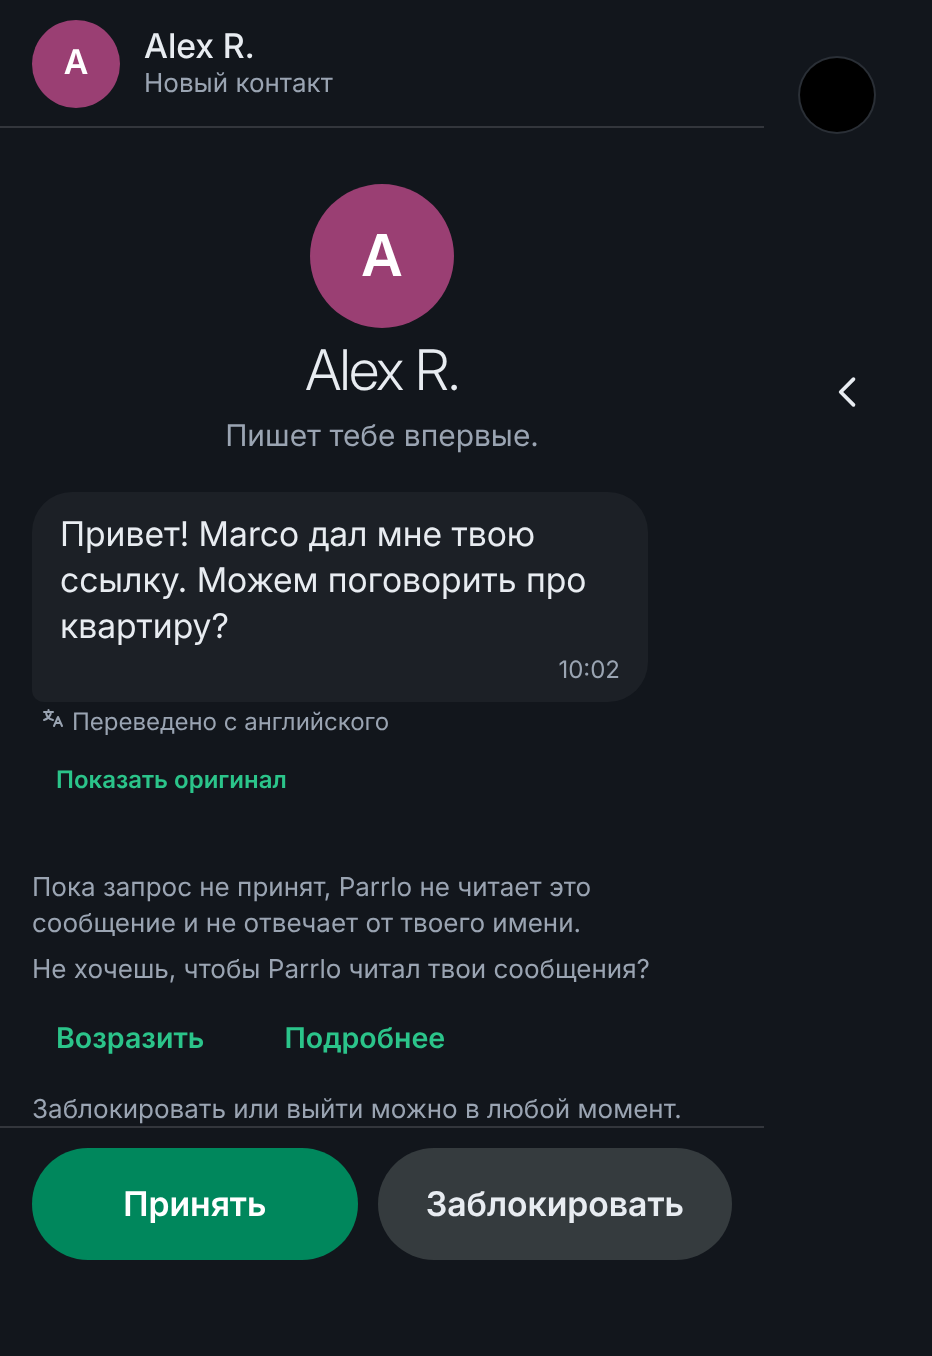 A
Alex R.
Новый контакт
A
Alex R.
Пишет тебе впервые.
Привет! Marco дал мне твою
ссылку. Можем поговорить про
квартиру?
10:02
Переведено с английского
Показать оригинал
Пока запрос не принят, Parrlo не читает это
сообщение и не отвечает от твоего имени.
Не хочешь, чтобы Parrlo читал твои сообщения?
Возразить
Подробнее
Заблокировать или выйти можно в любой момент.
Принять
Заблокировать